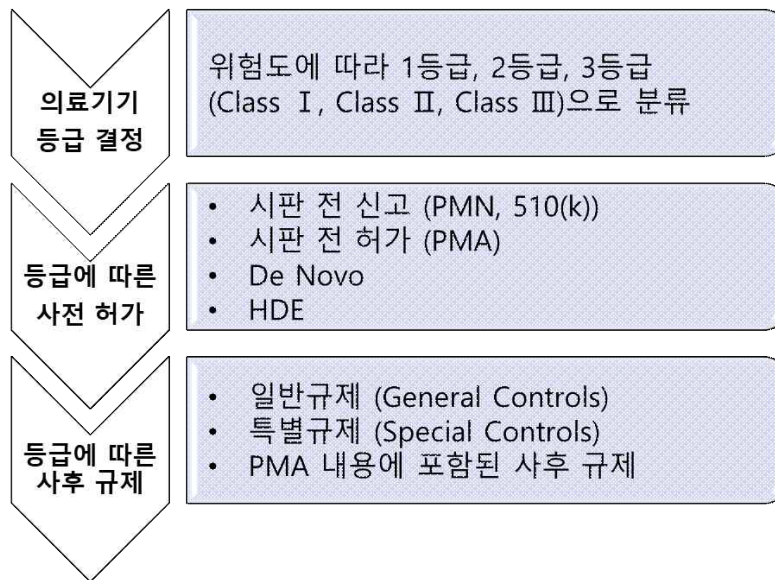 의료기기
등급 결정
위험도에 따라 1등급, 2등급, 3등급
(Class Ⅰ, Class Ⅱ, Class Ⅲ)으로 분류
등급에 따른
사전 허가
• 시판 전 신고 (PMN, 510(k))
• 시판 전 허가 (PMA)
• De Novo
• HDE
등급에 따른
사후 규제
• 일반규제 (General Controls)
• 특별규제 (Special Controls)
• PMA 내용에 포함된 사후 규제